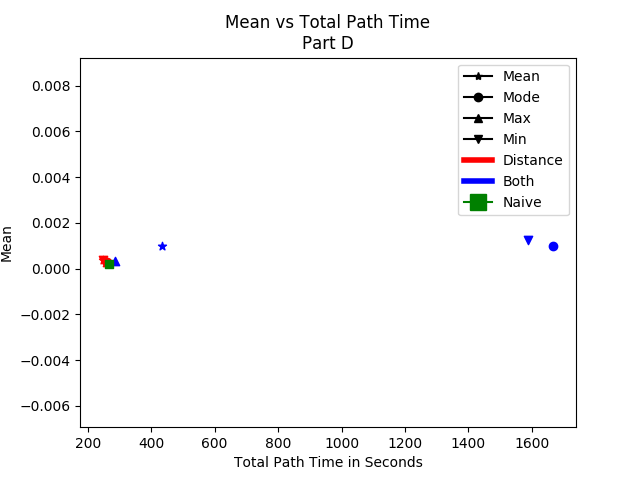 Mean vs Total Path Time
Part D
Mean
Mode
Max
Min
Distance
Both
Naive
0.008
0.006
0.004
0.002
0.000
−0.002
−0.004
−0.006
Mean
200 400 600 800 1000 1200 1400 1600
Total Path Time in Seconds